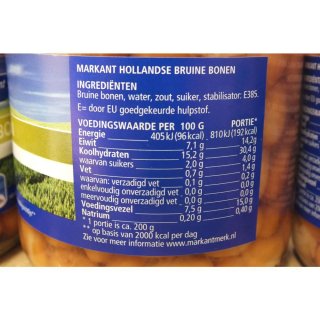 MARKANT HOLLANDSE BRUINE BONEN
INGREDIËNTEN
Bruine bonen, water, zout, suiker, stabilisator: E385.
E= door EU goedgekeurde hulpstof.
VOEDINGSWAARDE PER 100 G PORTIE*
Energie 405 kJ (96 kcal) 810 kJ (192 kcal)
Eiwit 7,1 g 14,2g
Koolhydraten 15,2 g 30,4 g
waarvan suikers 2,0 g 4,0 g
Vet 0,7 g 1,4 g
waarvan: verzadigd vet 0,1 g 0,2 g
enkelvoudig onverzadigd vet 0,0 g 0,0 g
meervoudig onverzadigd vet 0,0 g 0,0 g
Voedingsvezel 7,5 g 15,0 g
Natrium 0,20 g 0,40 g
* 1 portie is ca. 200 g
* op basis van 2000 kcal per dag
Zie voor meer informatie www.markantmerk.nl